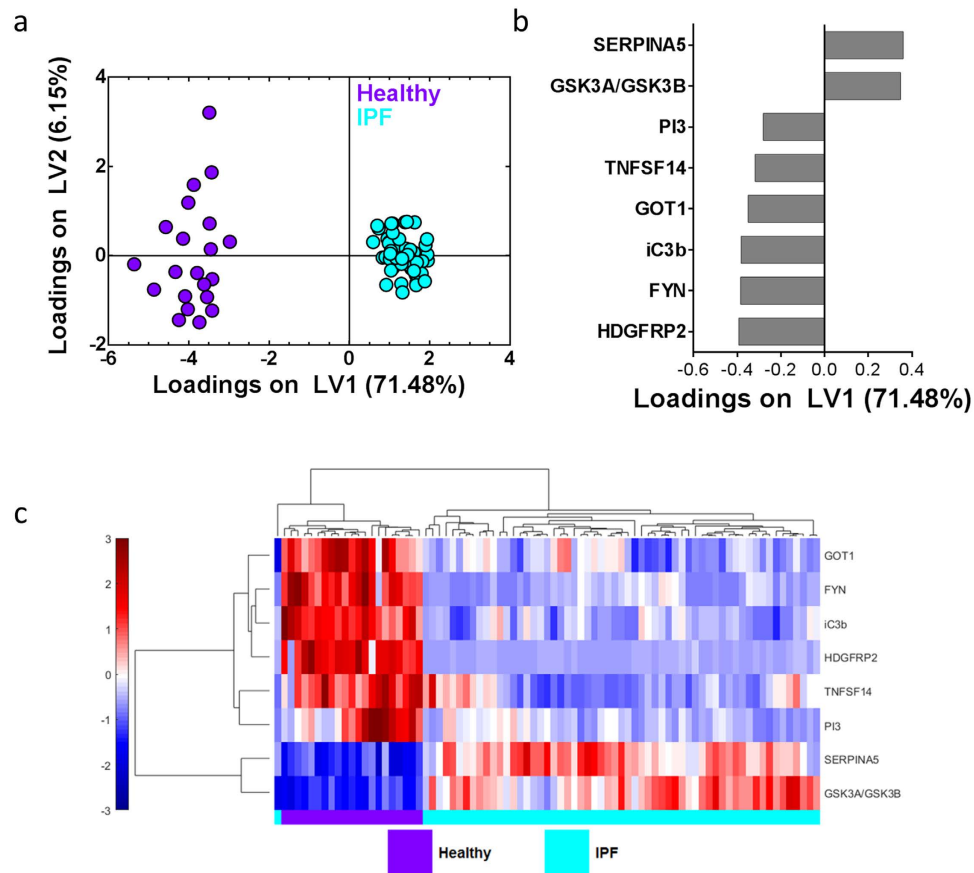 a
4
2
0
-2
-6
-4
-2
0
2
4
Loadings on LV2 (6.15%)
Loadings on LV1 (71.48%)
Healthy
IPF
b
SERPINA5
GSK3A/GSK3B
PI3
TNFSF14
GOT1
iC3b
FYN
HDGFRP2
-0.6 -0.4 -0.2 0.0 0.2 0.4
Loadings on LV1 (71.48%)
c
3
2
1
0
-1
-2
-3
GOT1
FYN
iC3b
HDGFRP2
TNFSF14
PI3
SERPINA5
GSK3A/GSK3B
Healthy
IPF